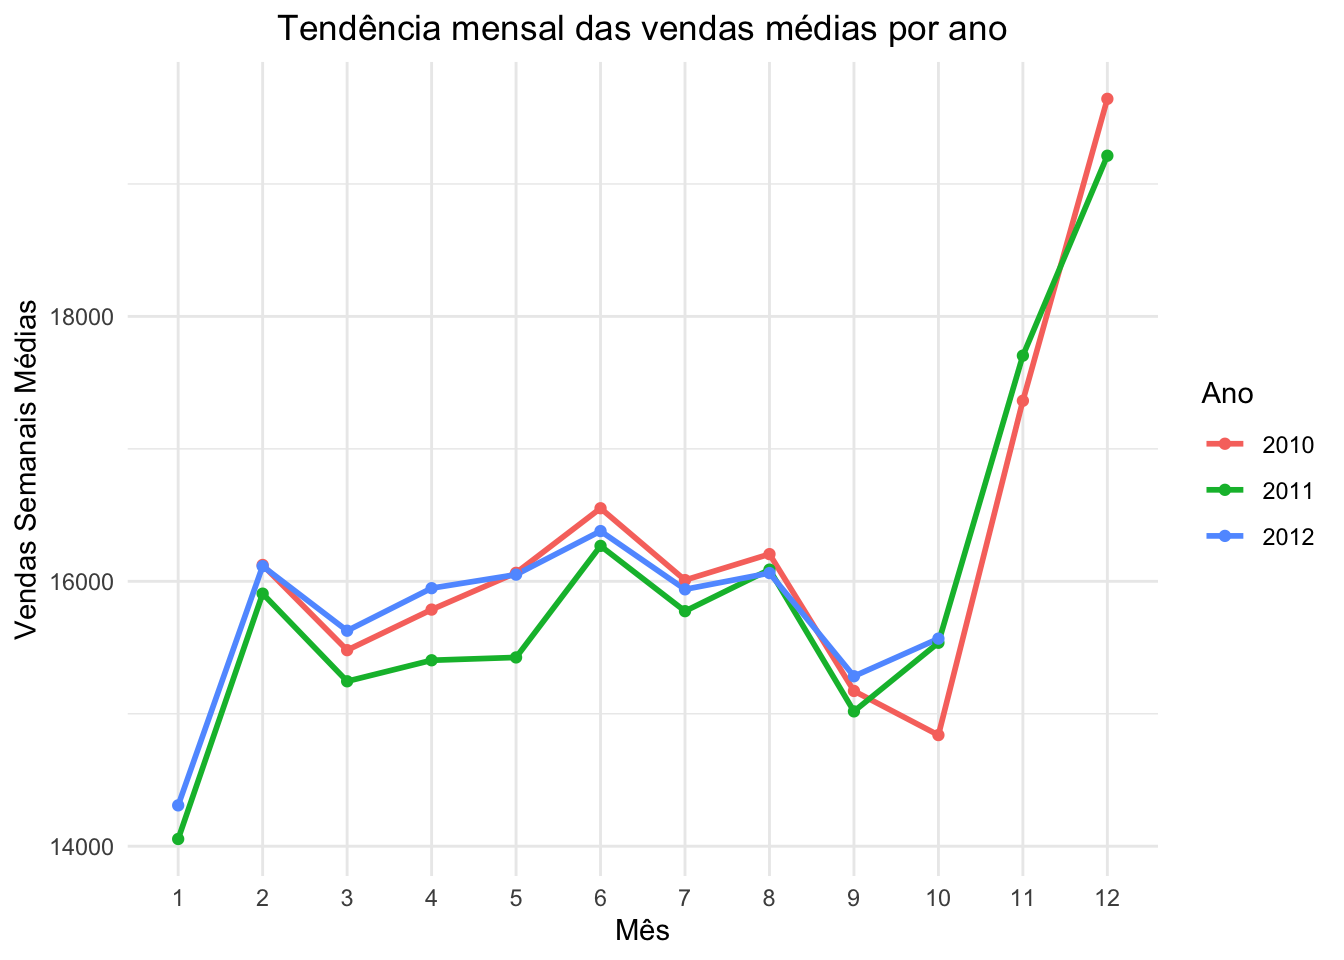 Tendência mensal das vendas médias por ano
Vendas Semanais Médias
18000
16000
14000
1 2 3 4 5 6 7 8 9 10 11 12
Mês
Ano
2010
2011
2012